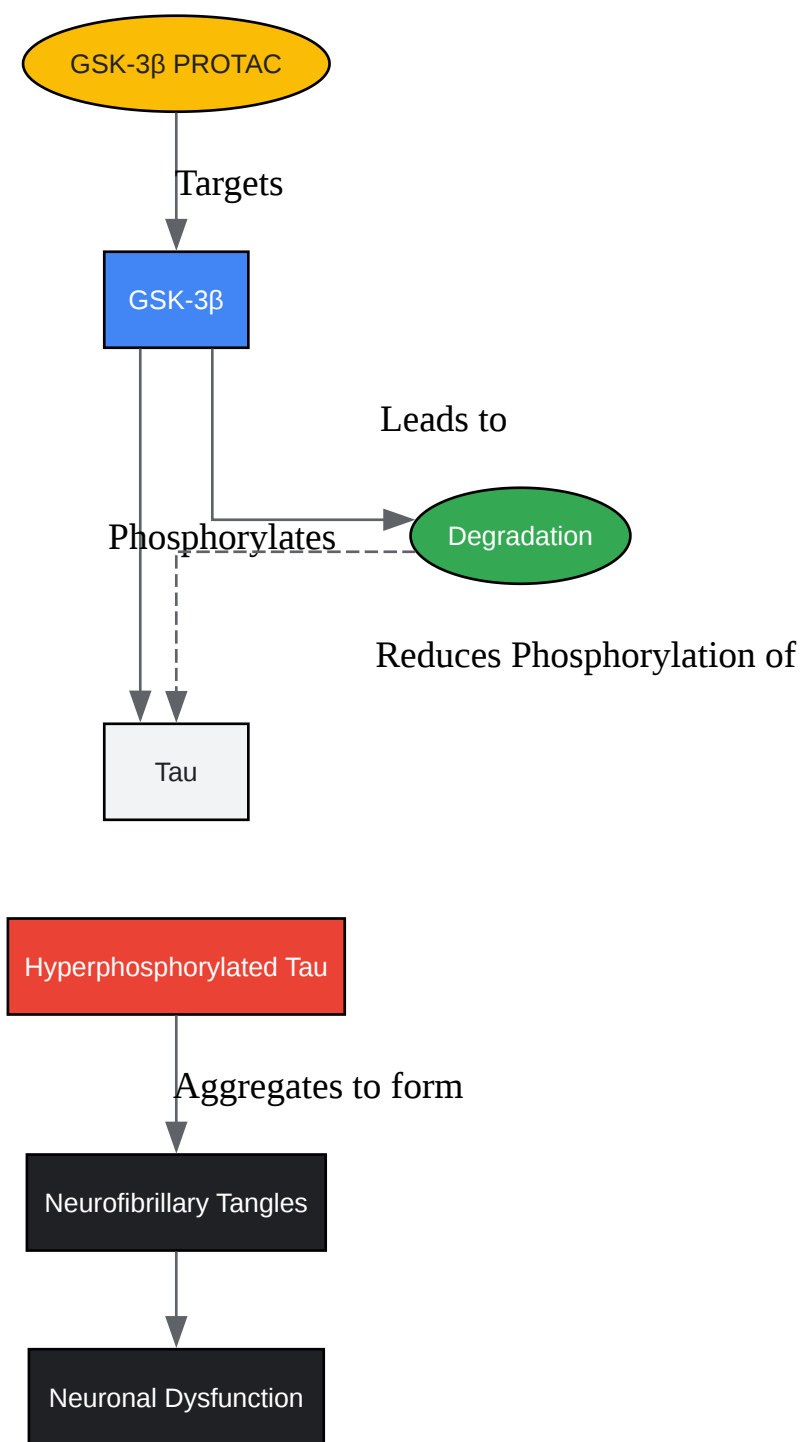 GSK-3β PROTAC
Targets
GSK-3β
Leads to
Phosphorylates
Degradation
Reduces Phosphorylation of
Tau
Hyperphosphorylated Tau
Aggregates to form
Neurofibrillary Tangles
Neuronal Dysfunction